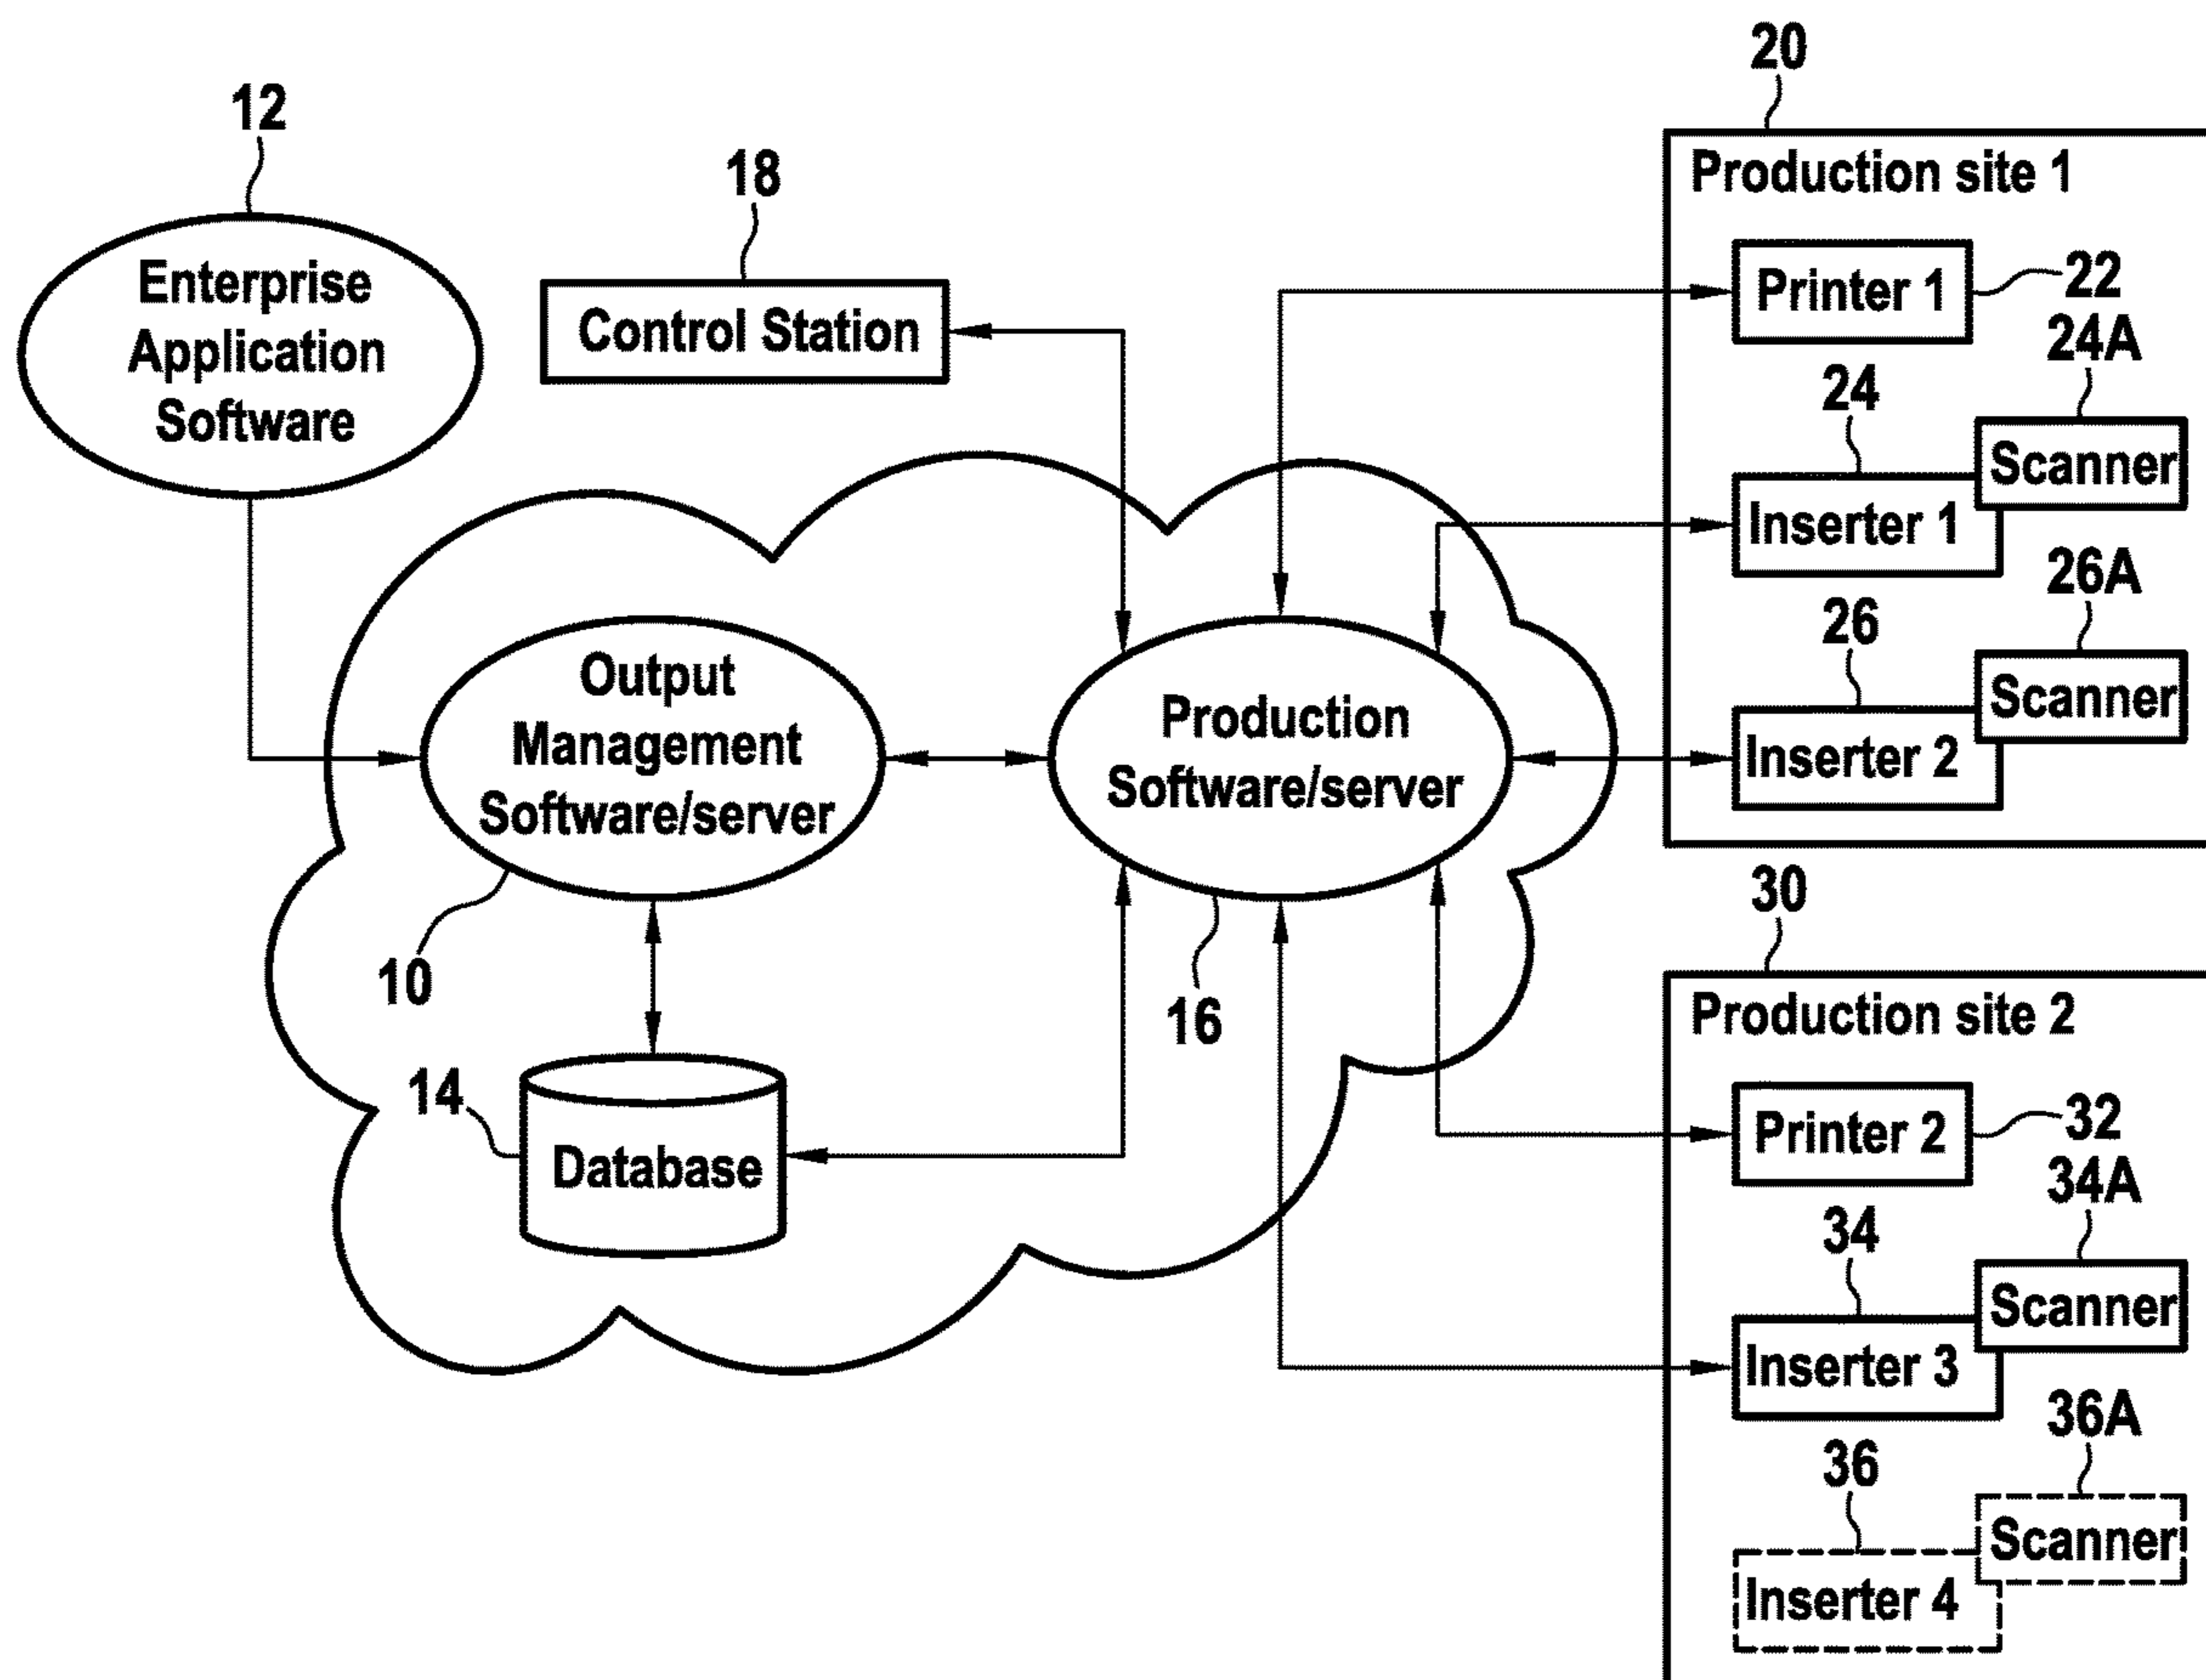 20
12
18
Production site 1
Enterprise
Application
Software
Control Station
Printer 1
22
24A
24
Scanner
Inserter 1
26A
26
Scanner
Inserter 2
Output
Management
Software/server
Production
Software/server
10
16
14
Database
30
Production site 2
Printer 2
32
34A
34
Scanner
Inserter 3
36A
36
Scanner
Inserter 4